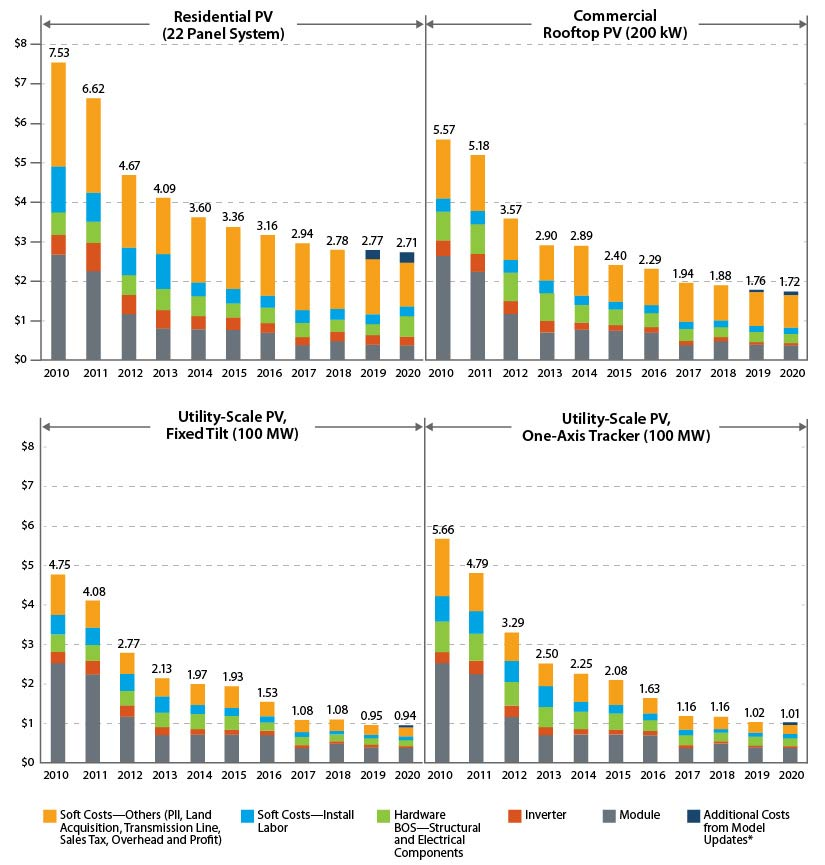 Residential PV
(22 Panel System)
Commercial
Rooftop PV (200 kW)
$8
$7
$6
$5
$4
$3
$2
$1
$0
7.53
6.62
4.67
4.09
3.60
3.36
3.16
2.94
2.78
2.77
2.71
5.57
5.18
3.57
2.90
2.89
2.40
2.29
1.94
1.88
1.76
1.72
2010 2011 2012 2013 2014 2015 2016 2017 2018 2019 2020
2010 2011 2012 2013 2014 2015 2016 2017 2018 2019 2020
Utility-Scale PV,
Fixed Tilt (100 MW)
Utility-Scale PV,
One-Axis Tracker (100 MW)
$8
$7
$6
$5
$4
$3
$2
$1
$0
4.75
4.08
2.77
2.13
1.97
1.93
1.53
1.08
1.08
0.95
0.94
5.66
4.79
3.29
2.50
2.25
2.08
1.63
1.16
1.16
1.02
1.01
2010 2011 2012 2013 2014 2015 2016 2017 2018 2019 2020
2010 2011 2012 2013 2014 2015 2016 2017 2018 2019 2020
Soft Costs—Others (PII, Land
Acquisition, Transmission Line,
Sales Tax, Overhead and Profit)
Soft Costs—Install
Labor
Hardware
BOS—Structural
and Electrical
Components
Inverter
Module
Additional Costs
from Model
Updates*